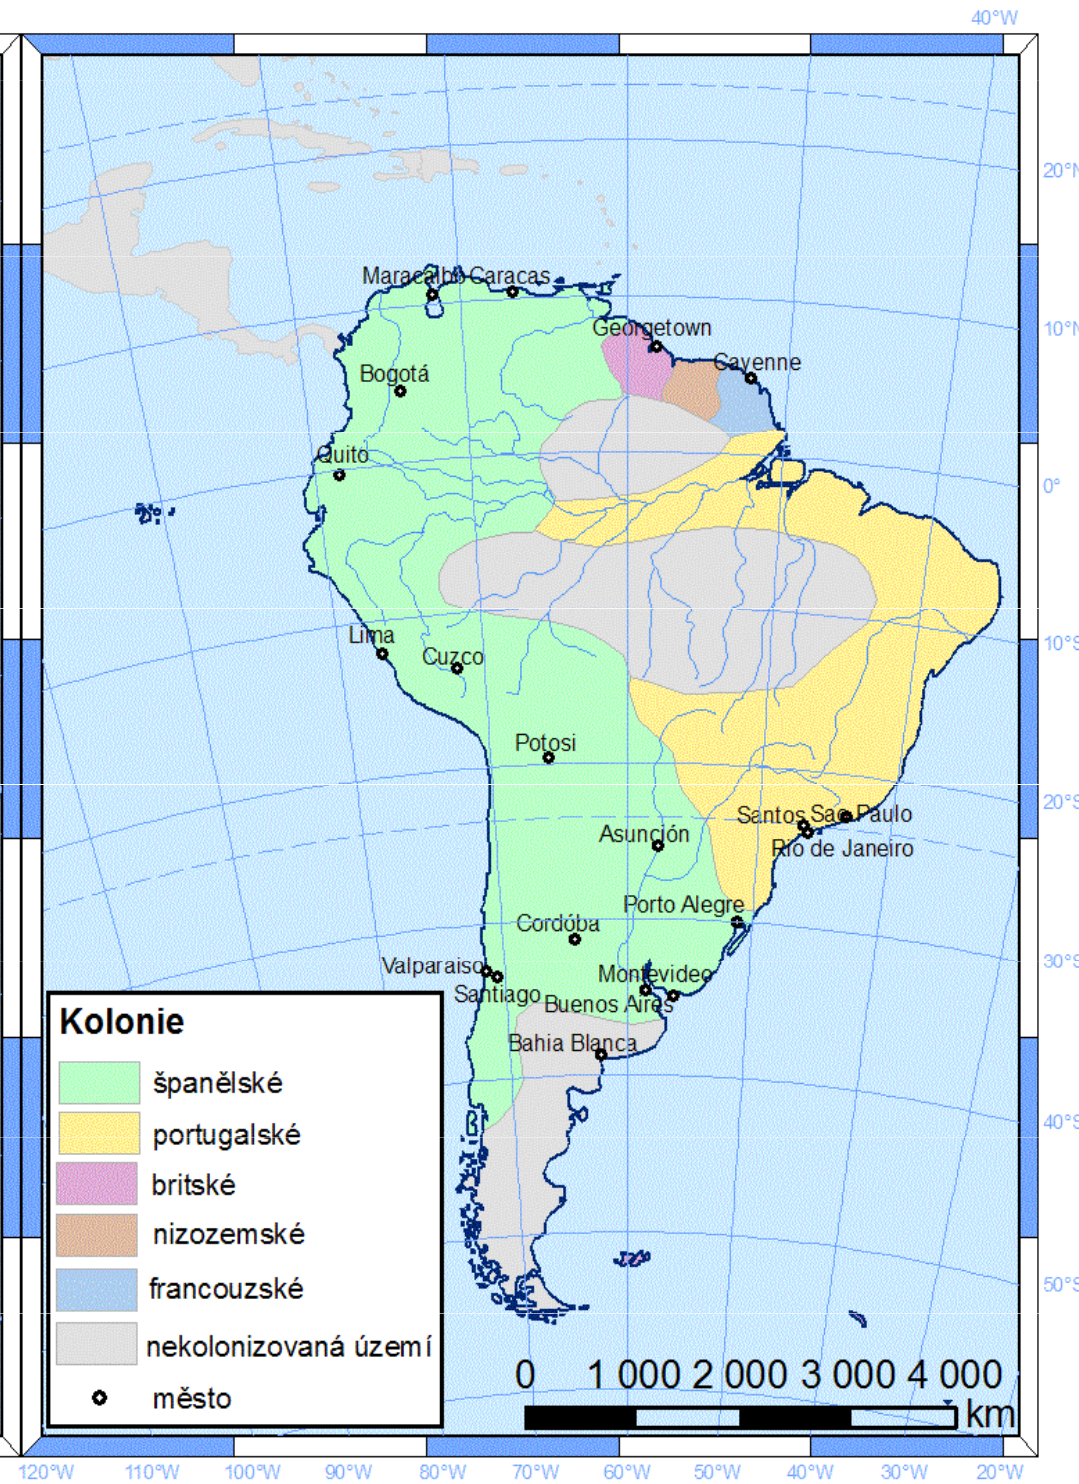 40°W
20°N
Maracaibo Caracas
10°N
Georgetown
Cayenne
Bogotá
Quito
0°
Lima
10°S
Cuzco
Potosi
20°S
Santos Sao Paulo
Asunción
Rio de Janeiro
Porto Alegre
Cordóba
30°S
Valparaiso
Montevideo
Santiago
Buenos Aires
Bahia Blanca
Kolonie
španělské
portugalské
britské
nizozemské
francouzské
nekolonizovaná území
město
40°S
50°S
0 1 000 2 000 3 000 4 000
km
120°W 110°W 100°W 90°W 80°W 70°W 60°W 50°W 40°W 30°W 20°W